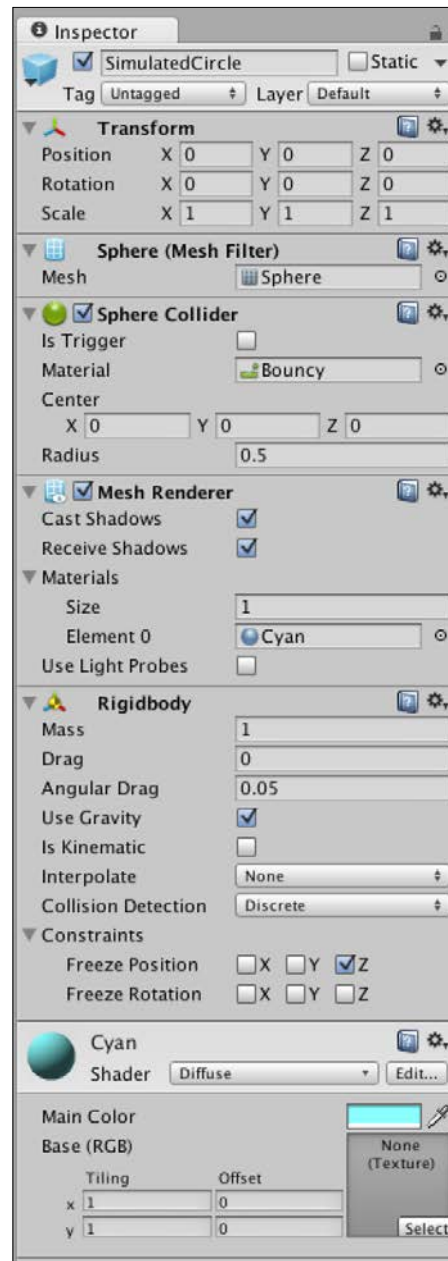 Inspector
SimulatedCircle Static
Tag Untagged Layer Default
Transform
Position X 0 Y 0 Z 0
Rotation X 0 Y 0 Z 0
Scale X 1 Y 1 Z 1
Sphere (Mesh Filter)
Mesh Sphere
Sphere Collider
Is Trigger
Material Bouncy
Center
X 0 Y 0 Z 0
Radius 0.5
Mesh Renderer
Cast Shadows
Receive Shadows
Materials
Size 1
Element 0 Cyan
Use Light Probes
Rigidbody
Mass 1
Drag 0
Angular Drag 0.05
Use Gravity
Is Kinematic
Interpolate None
Collision Detection Discrete
Constraints
Freeze Position X Y Z
Freeze Rotation X Y Z
Cyan
Shader Diffuse Edit...
Main Color
Base (RGB) None
(Texture)
Tiling Offset
x 1 0
y 1 0 Select